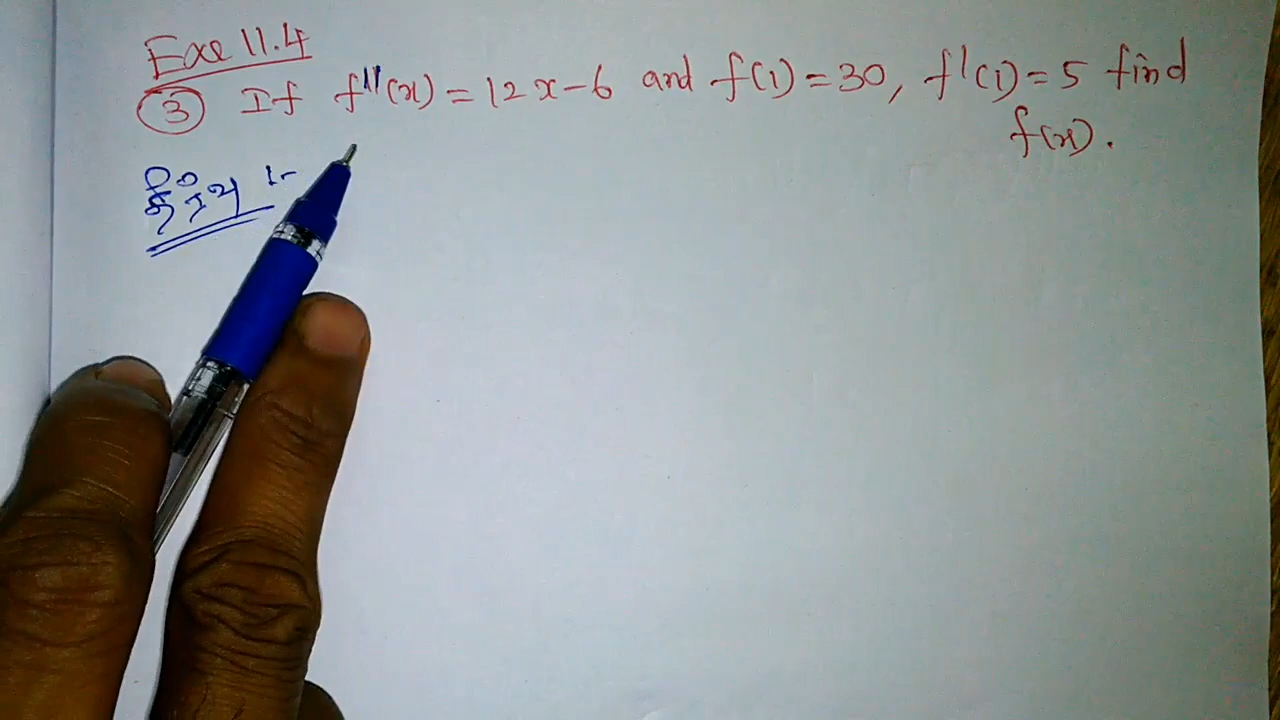 Exe 11.4
③ If f''(x) = 12x-6 and f(1) = 30, f'(1) = 5 find
f(x).
தீர்வு :-